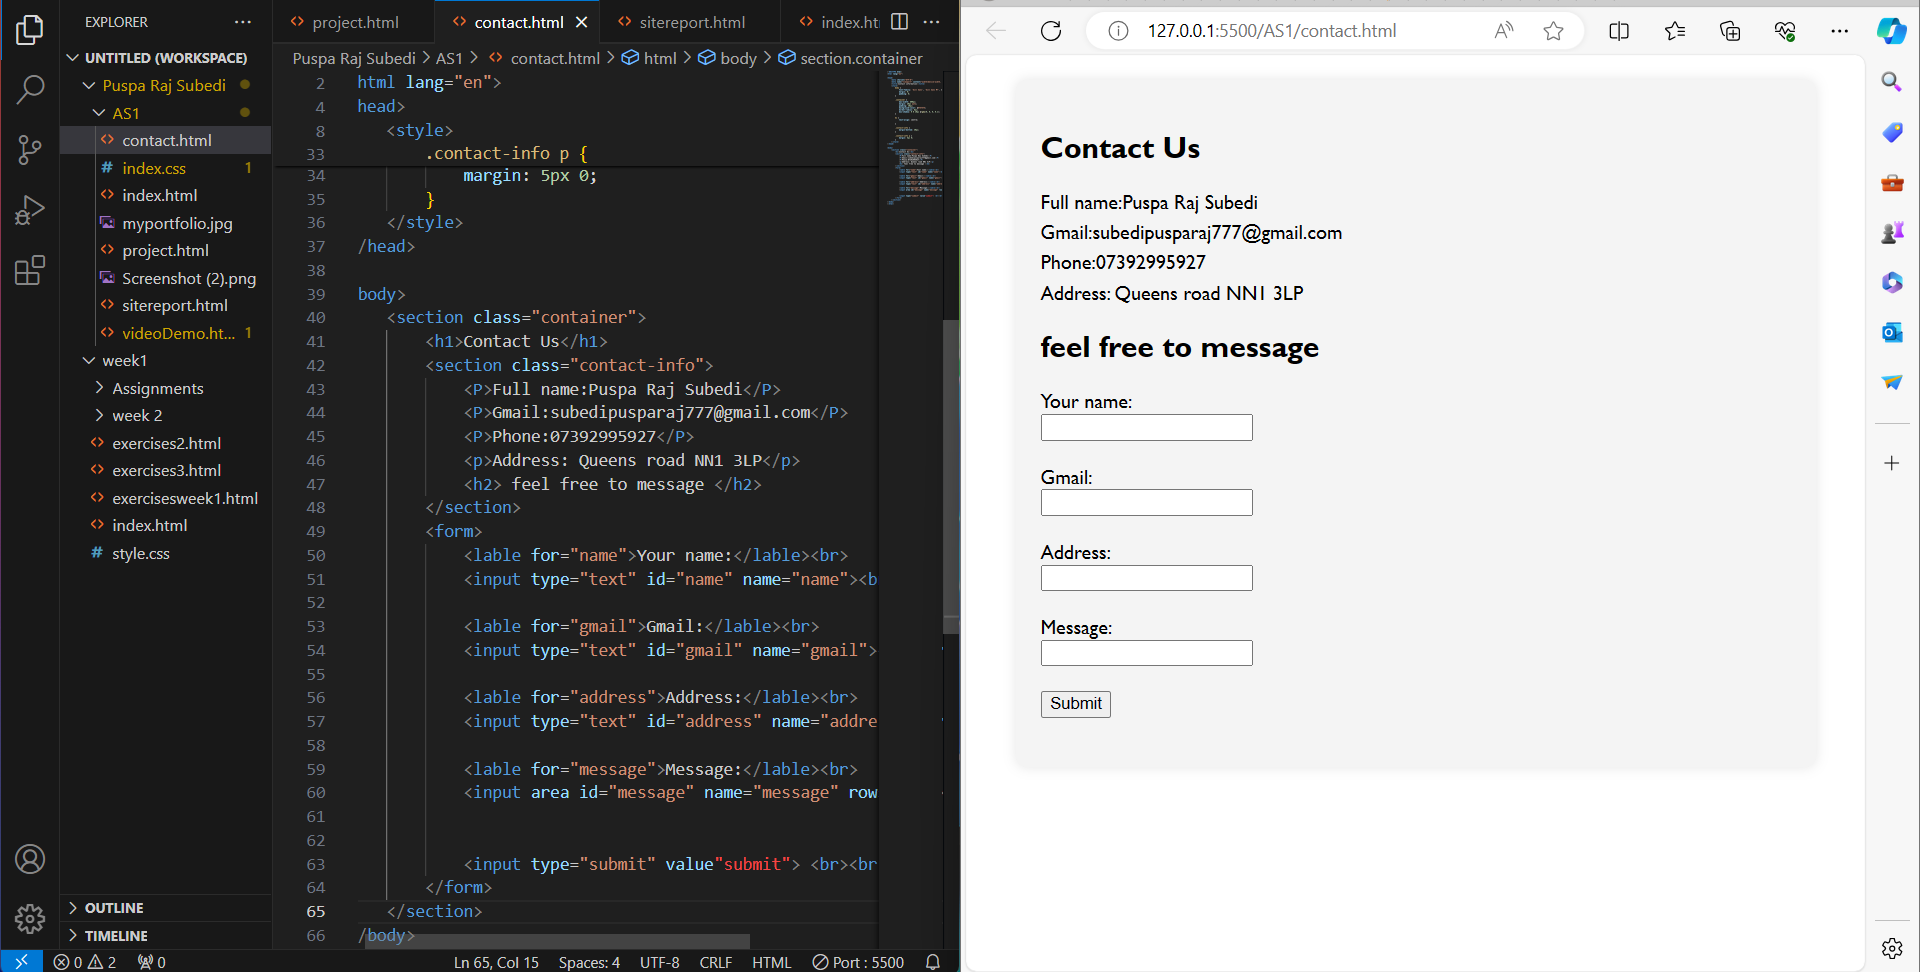 EXPLORER
UNTITLED (WORKSPACE)
Puspa Raj Subedi
AS1
contact.html
index.css 1
index.html
myportfolio.jpg
project.html
Screenshot (2).png
sitereport.html
videoDemo.ht... 1
week1
Assignments
week 2
exercises2.html
exercises3.html
exercisesweek1.html
index.html
style.css
OUTLINE
TIMELINE
project.html contact.html sitereport.html index.ht
Puspa Raj Subedi > AS1 > contact.html > html > body > section.container
2 html lang="en">
4 head>
8 <style>
33 .contact-info p {
34 margin: 5px 0;
35 }
36 </style>
37 /head>
38
39 body>
40 <section class="container">
41 <h1>Contact Us</h1>
42 <section class="contact-info">
43 <P>Full name:Puspa Raj Subedi</P>
44 <P>Gmail:subedipusparaj777@gmail.com</P>
45 <P>Phone:07392995927</P>
46 <p>Address: Queens road NN1 3LP</p>
47 <h2> feel free to message </h2>
48 </section>
49 <form>
50 <lable for="name">Your name:</lable><br>
51 <input type="text" id="name" name="name"><b
52
53 <lable for="gmail">Gmail:</lable><br>
54 <input type="text" id="gmail" name="gmail">
55
56 <lable for="address">Address:</lable><br>
57 <input type="text" id="address" name="addre
58
59 <lable for="message">Message:</lable><br>
60 <input area id="message" name="message" row
61
62
63 <input type="submit" value"submit"> <br><br
64 </form>
65 </section>
66 /body>
0 2 0 Ln 65, Col 15 Spaces: 4 UTF-8 CRLF HTML Port : 5500
127.0.0.1:5500/AS1/contact.html
Contact Us
Full name:Puspa Raj Subedi
Gmail:subedipusparaj777@gmail.com
Phone:07392995927
Address: Queens road NN1 3LP
feel free to message
Your name:
Gmail:
Address:
Message:
Submit